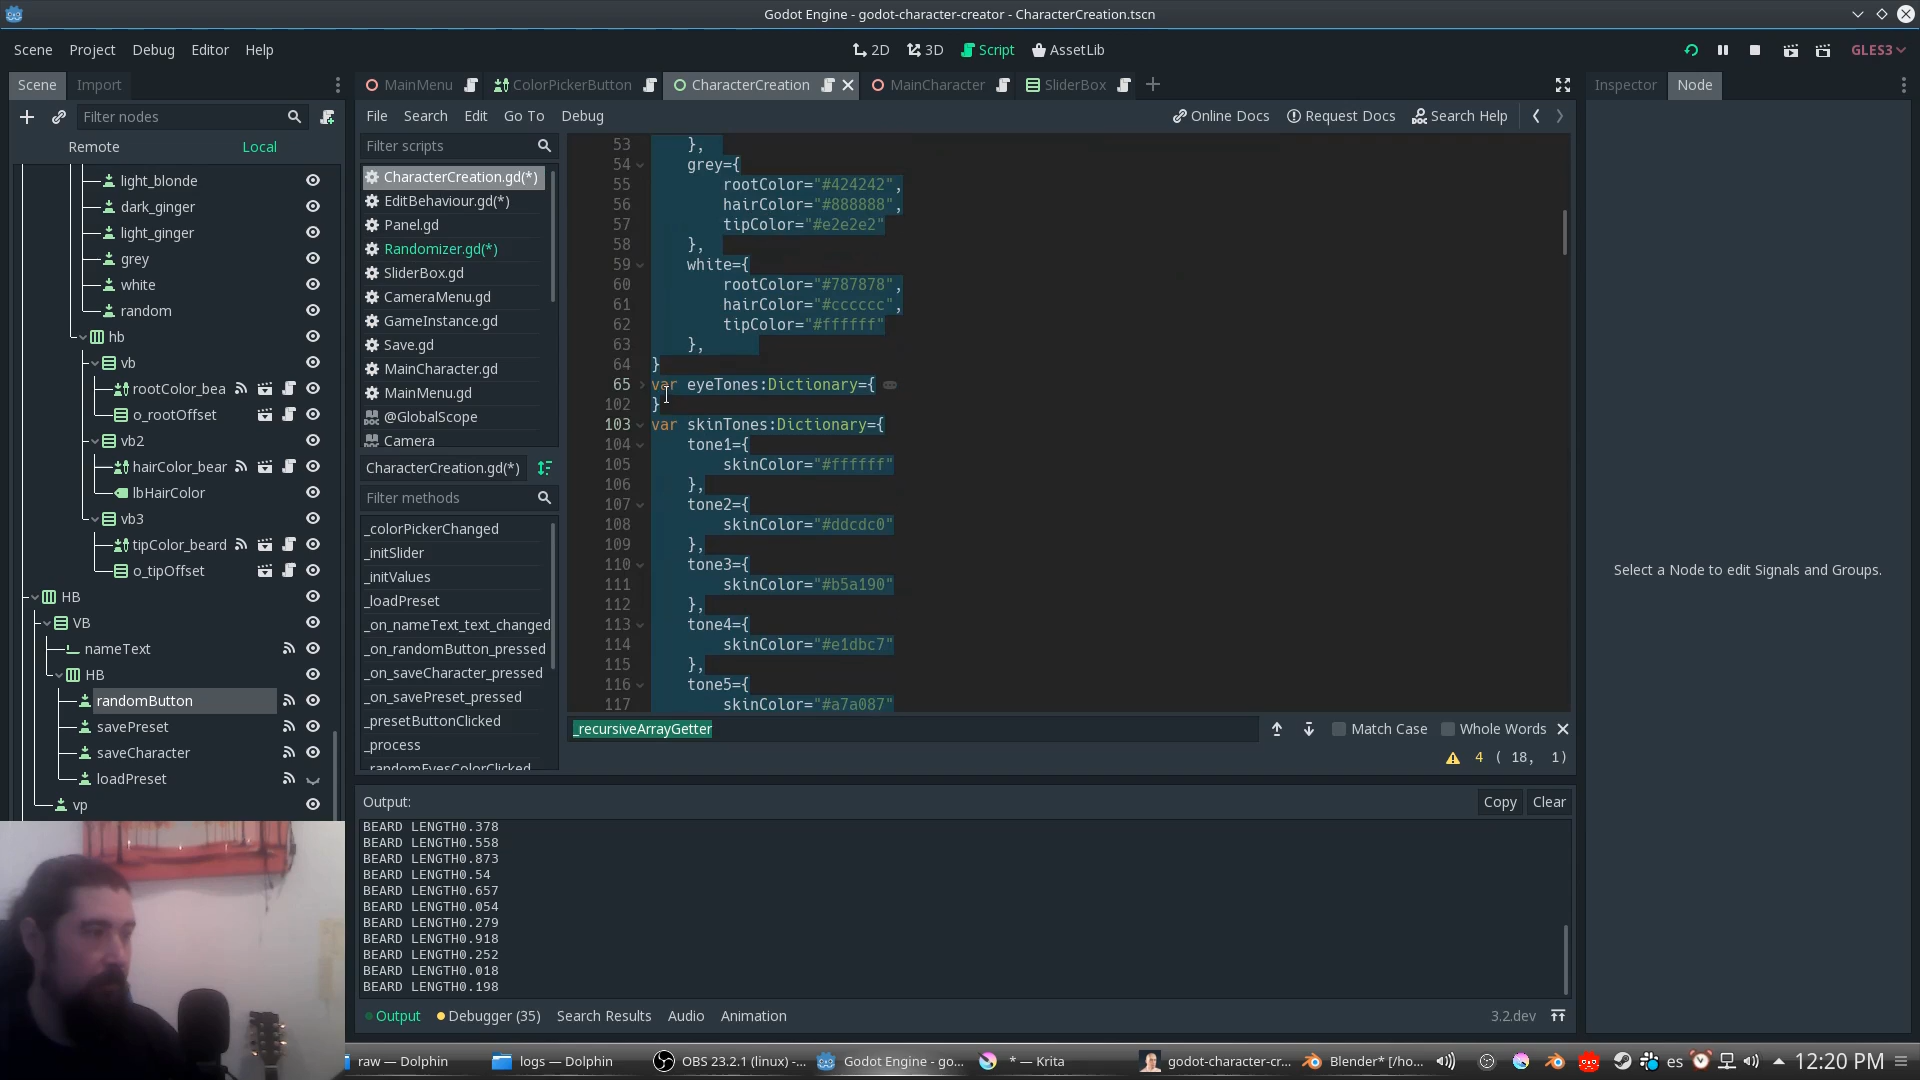 Godot Engine - godot-character-creator - CharacterCreation.tscn
Scene Project Debug Editor Help
2D 3D Script AssetLib
GLES3
Scene Import
MainMenu ColorPickerButton CharacterCreation MainCharacter SliderBox
Inspector Node
Filter nodes
Remote Local
light_blonde
dark_ginger
light_ginger
grey
white
random
hb
vb
rootColor_bea
o_rootOffset
vb2
hairColor_bear
lbHairColor
vb3
tipColor_beard
o_tipOffset
HB
VB
nameText
HB
randomButton
savePreset
saveCharacter
loadPreset
vp
File Search Edit Go To Debug
Online Docs Request Docs Search Help
Filter scripts
CharacterCreation.gd(*)
EditBehaviour.gd(*)
Panel.gd
Randomizer.gd(*)
SliderBox.gd
CameraMenu.gd
GameInstance.gd
Save.gd
MainCharacter.gd
MainMenu.gd
@GlobalScope
Camera
CharacterCreation.gd(*)
Filter methods
_colorPickerChanged
_initSlider
_initValues
_loadPreset
_on_nameText_text_changed
_on_randomButton_pressed
_on_saveCharacter_pressed
_on_savePreset_pressed
_presetButtonClicked
_process
_randomEyesColorClicked
53 },
54 grey={
55 rootColor="#424242",
56 hairColor="#888888",
57 tipColor="#e2e2e2"
58 },
59 white={
60 rootColor="#787878",
61 hairColor="#cccccc",
62 tipColor="#ffffff"
63 },
64 }
65 var eyeTones:Dictionary={
102 }
103 var skinTones:Dictionary={
104 tone1={
105 skinColor="#ffffff"
106 },
107 tone2={
108 skinColor="#ddcdc0"
109 },
110 tone3={
111 skinColor="#b5a190"
112 },
113 tone4={
114 skinColor="#e1dbc7"
115 },
116 tone5={
117 skinColor="#a7a087"
_recursiveArrayGetter
Match Case Whole Words
4 ( 18, 1)
Select a Node to edit Signals and Groups.
Output:
Copy Clear
BEARD LENGTH0.378
BEARD LENGTH0.558
BEARD LENGTH0.873
BEARD LENGTH0.54
BEARD LENGTH0.657
BEARD LENGTH0.054
BEARD LENGTH0.279
BEARD LENGTH0.918
BEARD LENGTH0.252
BEARD LENGTH0.018
BEARD LENGTH0.198
Output Debugger (35) Search Results Audio Animation
3.2.dev
raw — Dolphin logs — Dolphin OBS 23.2.1 (linux) -... Godot Engine - go... * — Krita godot-character-cr... Blender* [/ho... es 12:20 PM